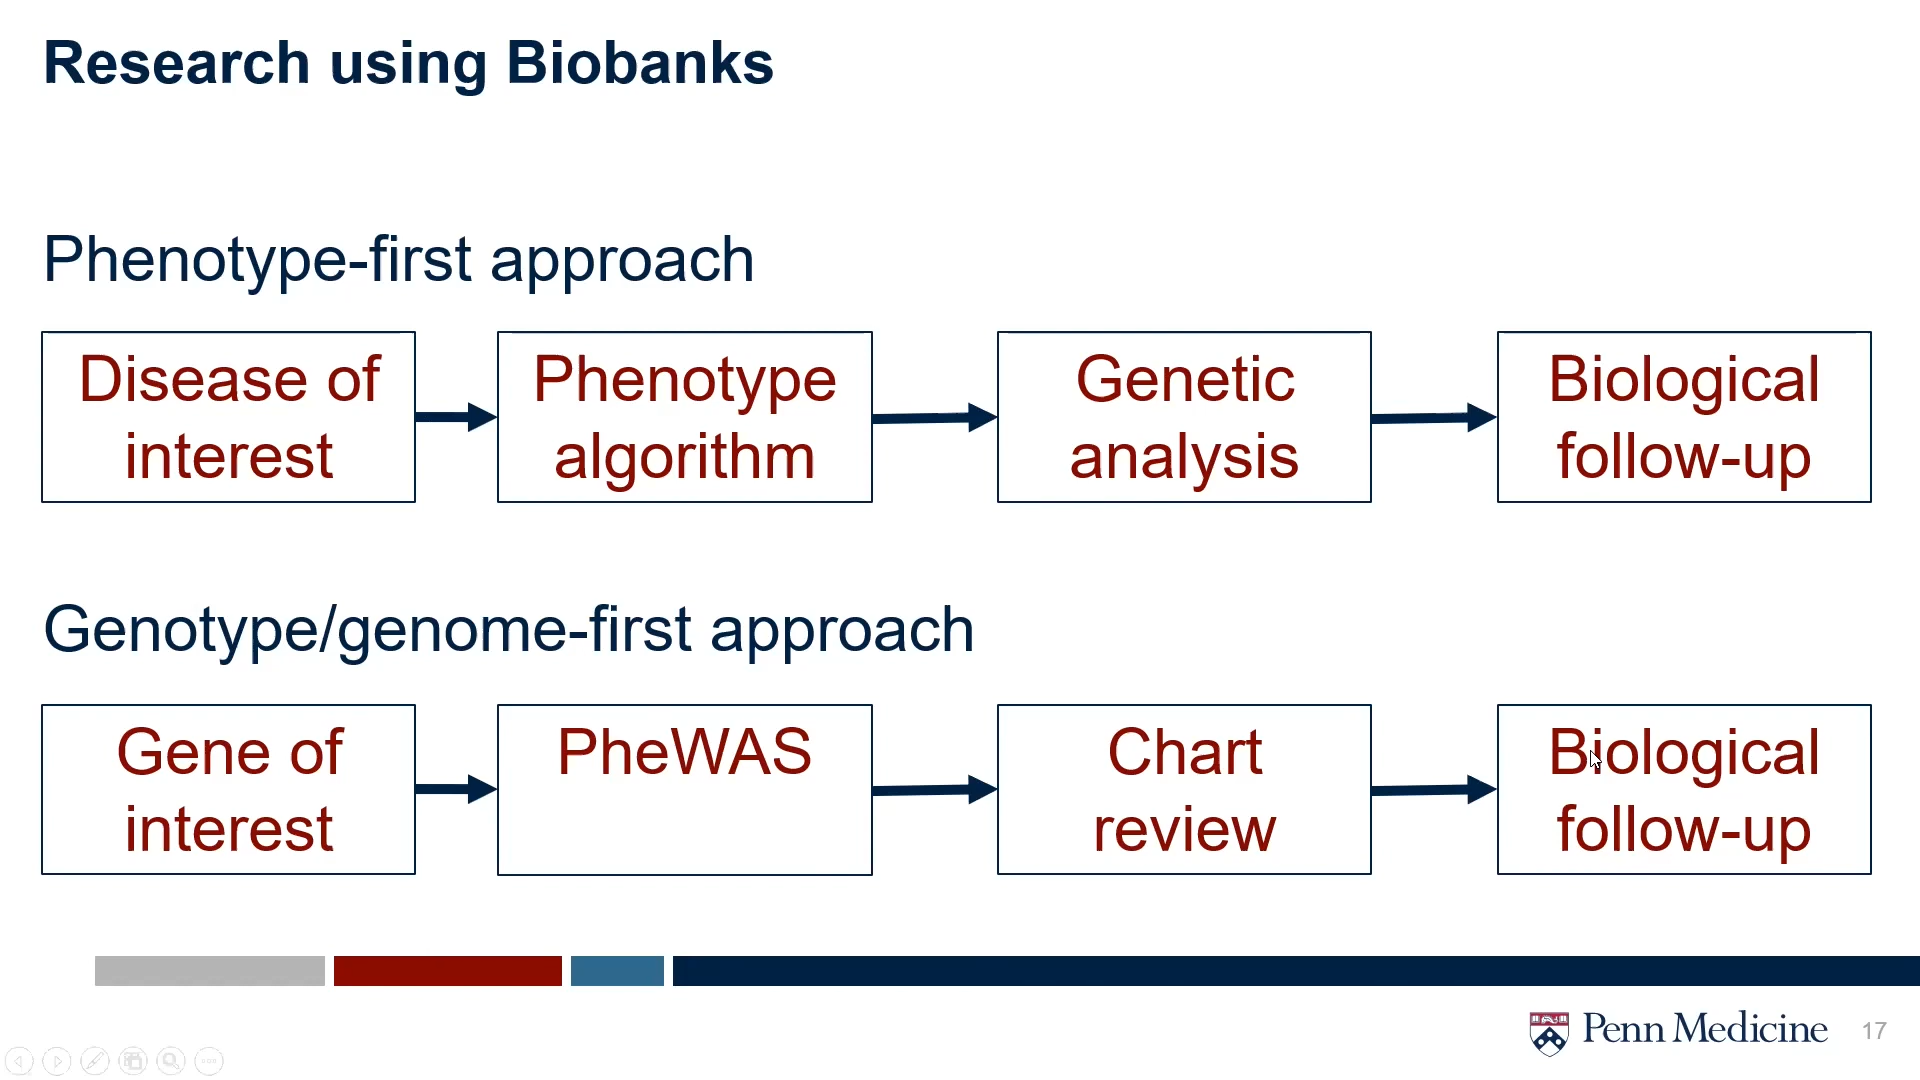 Research using Biobanks
Phenotype-first approach
Disease of
interest
Phenotype
algorithm
Genetic
analysis
Biological
follow-up
Genotype/genome-first approach
Gene of
interest
PheWAS
Chart
review
Biological
follow-up
Penn Medicine
17